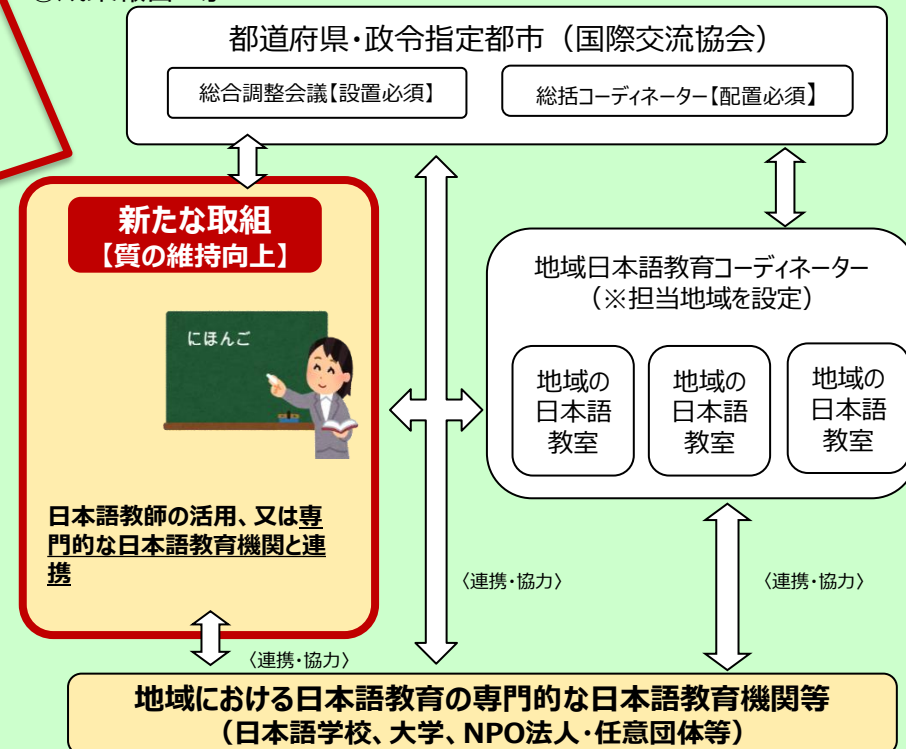 都道府県・政令指定都市（国際交流協会）
総合調整会議【設置必須】
総括コーディネーター【配置必須】
新たな取組
【質の維持向上】
にほんご
日本語教師の活用、又は専
門的な日本語教育機関と連
携
地域日本語教育コーディネーター
（※担当地域を設定）
地域の
日本語
教室
地域の
日本語
教室
地域の
日本語
教室
〈連携・協力〉
〈連携・協力〉
〈連携・協力〉
地域における日本語教育の専門的な日本語教育機関等
（日本語学校、大学、NPO法人・任意団体等）